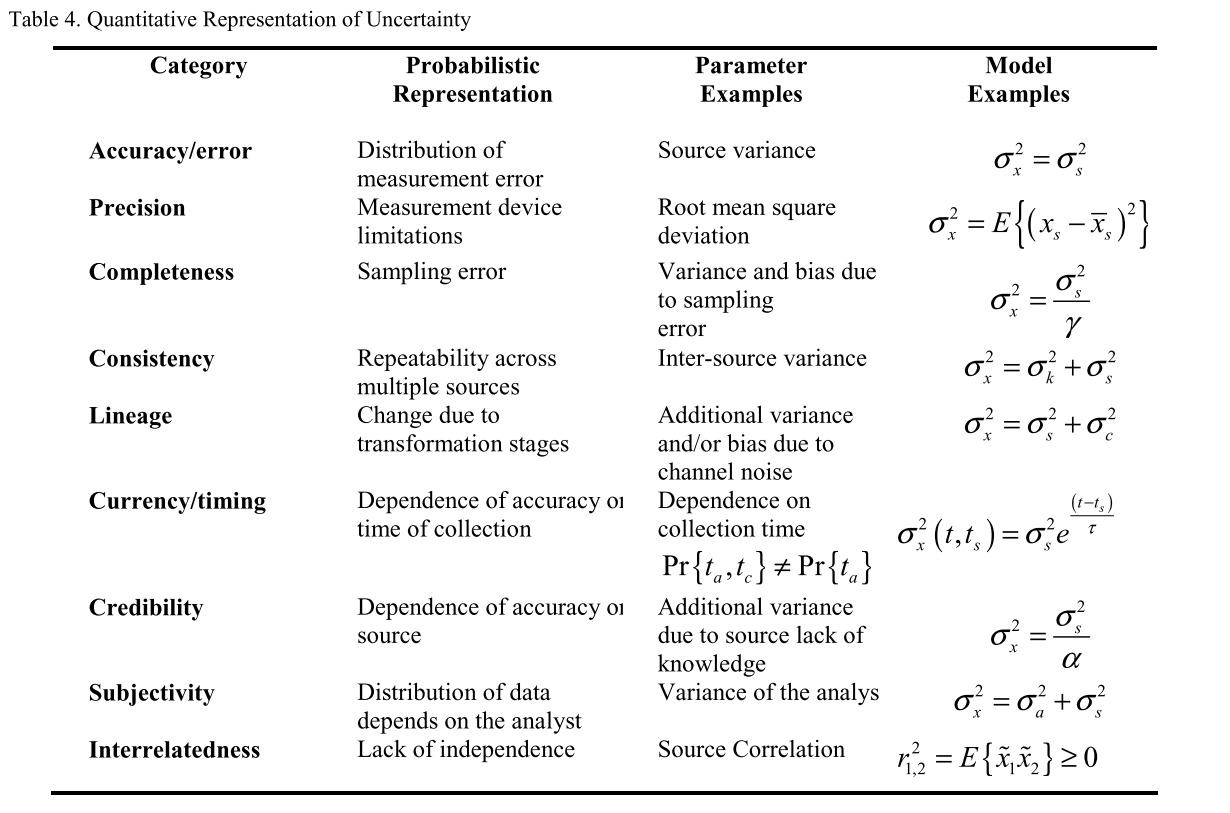 Table 4. Quantitative Representation of Uncertainty
Category Probabilistic Representation Parameter Examples Model Examples
Accuracy/error Distribution of measurement error Source variance σ_x^2 = σ_s^2
Precision Measurement device limitations Root mean square deviation σ_x^2 = E{(x_s − x̄_s)^2}
Completeness Sampling error Variance and bias due to sampling error σ_x^2 = σ_s^2/γ
Consistency Repeatability across multiple sources Inter-source variance σ_x^2 = σ_k^2 + σ_s^2
Lineage Change due to transformation stages Additional variance and/or bias due to channel noise σ_x^2 = σ_s^2 + σ_c^2
Currency/timing Dependence of accuracy or time of collection Dependence on collection time Pr{t_a, t_c} ≠ Pr{t_a} σ_x^2(t, t_s) = σ_s^2 e^((t−t_s)/τ)
Credibility Dependence of accuracy or source Additional variance due to source lack of knowledge σ_x^2 = σ_s^2/α
Subjectivity Distribution of data depends on the analyst Variance of the analys σ_x^2 = σ_a^2 + σ_s^2
Interrelatedness Lack of independence Source Correlation r_1,2^2 = E{x̃_1 x̃_2} ≥ 0